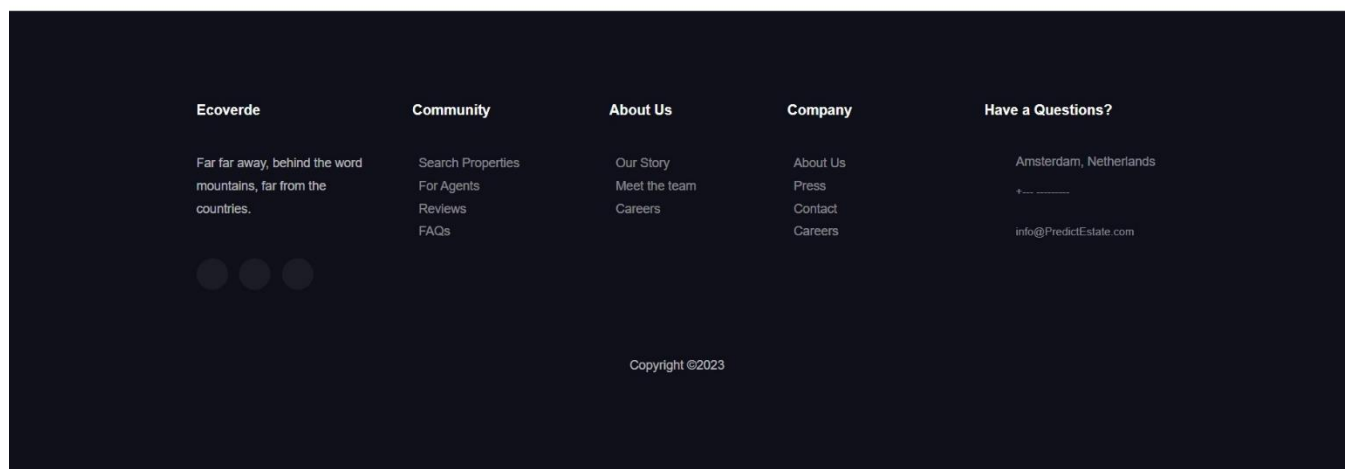 Ecoverde
Far far away, behind the word
mountains, far from the
countries.
Community
Search Properties
For Agents
Reviews
FAQs
About Us
Our Story
Meet the team
Careers
Company
About Us
Press
Contact
Careers
Have a Questions?
Amsterdam, Netherlands
+--- ---------
info@PredictEstate.com
Copyright ©2023